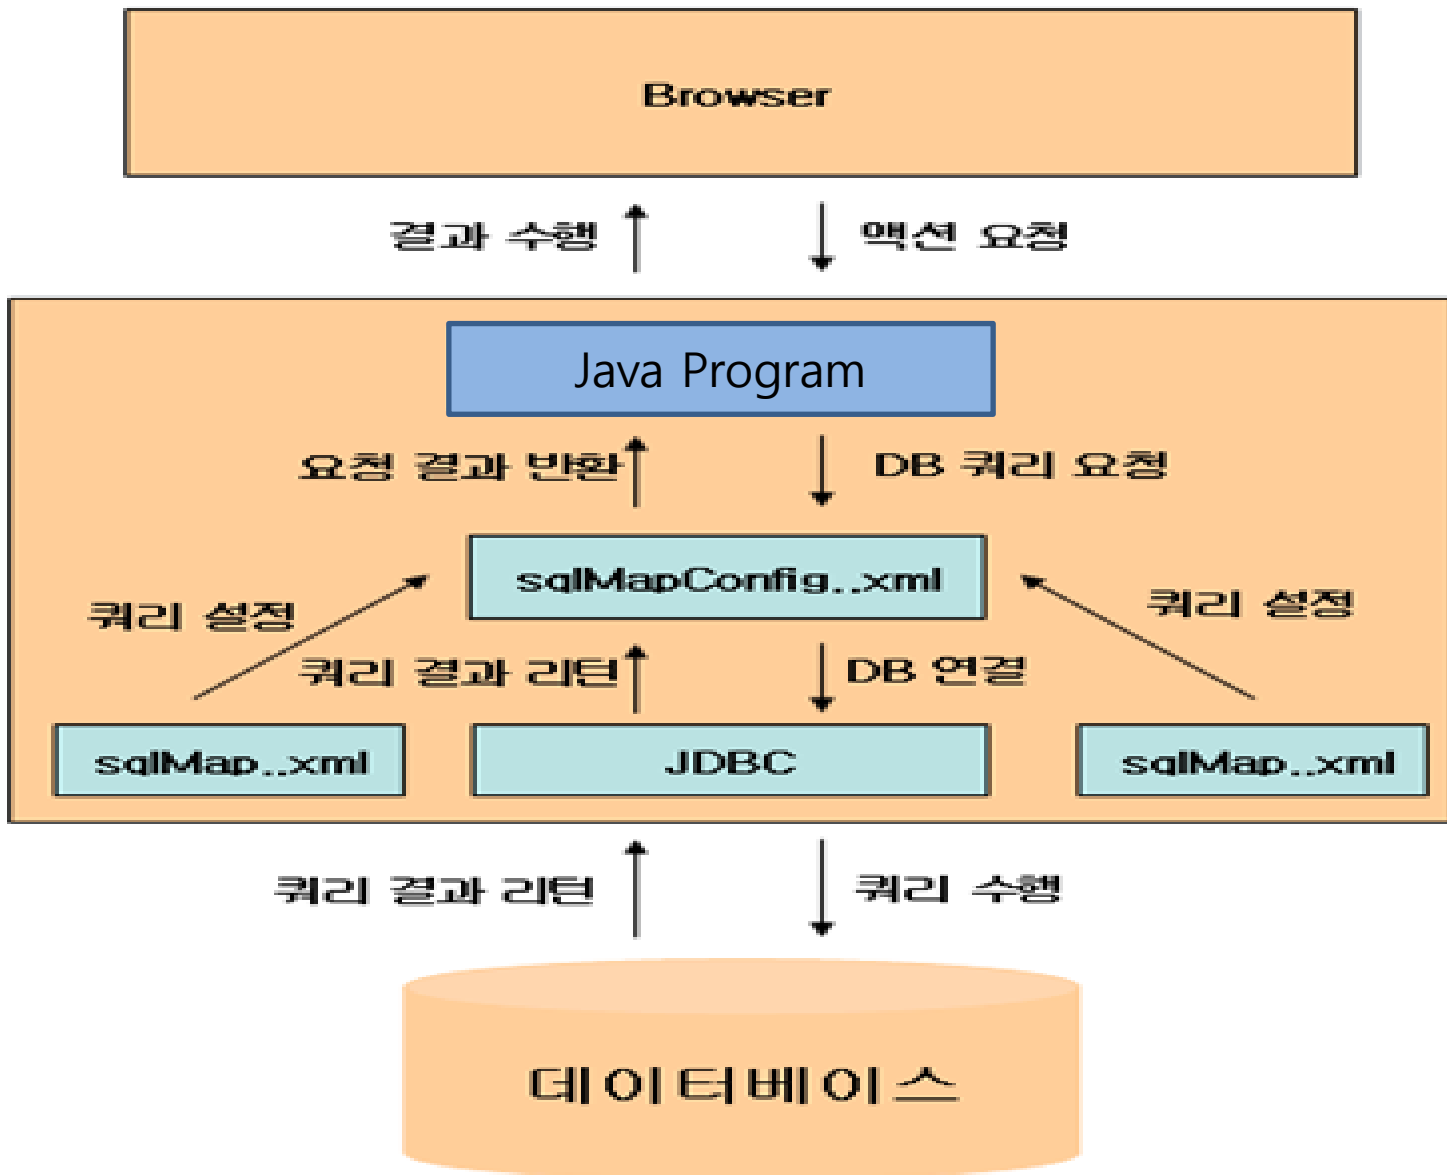 Browser
결과 수행
액션 요청
Java Program
요청 결과 반환
DB 쿼리 요청
sqlMapConfig..xml
쿼리 설정
쿼리 설정
쿼리 결과 리턴
DB 연결
sqlMap..xml
JDBC
sqlMap..xml
쿼리 결과 리턴
쿼리 수행
데이터베이스